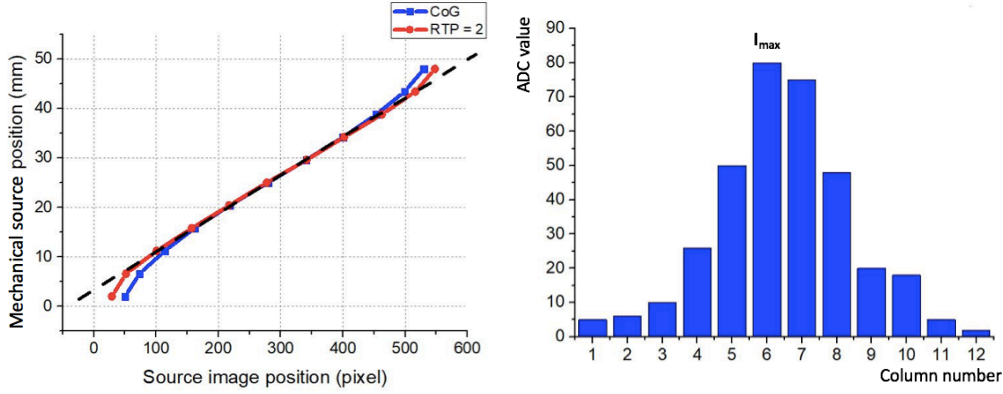 CoG
RTP = 2
Mechanical source position (mm)
50
40
30
20
10
0
0 100 200 300 400 500 600
Source image position (pixel)
ADC value
I_max
90
80
70
60
50
40
30
20
10
0
1 2 3 4 5 6 7 8 9 10 11 12
Column number